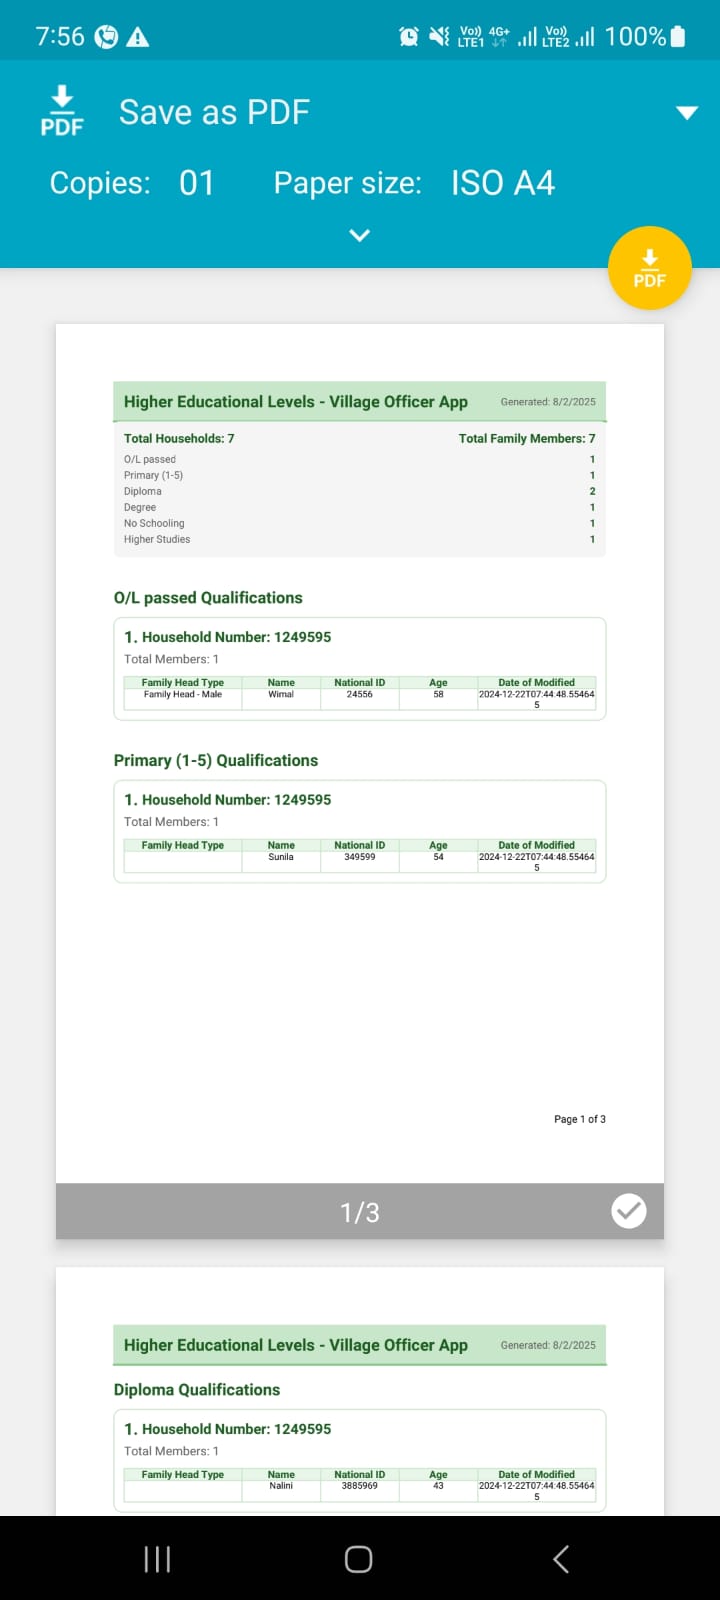 7:56 Vo)) LTE1 4G+ Vo)) LTE2 100%
PDF Save as PDF
Copies: 01 Paper size: ISO A4
PDF
Higher Educational Levels - Village Officer App Generated: 8/2/2025
Total Households: 7 Total Family Members: 7
O/L passed 1
Primary (1-5) 1
Diploma 2
Degree 1
No Schooling 1
Higher Studies 1
O/L passed Qualifications
1. Household Number: 1249595
Total Members: 1
Family Head Type Name National ID Age Date of Modified
Family Head - Male Wimal 24556 58 2024-12-22T07:44:48.55464
5
Primary (1-5) Qualifications
1. Household Number: 1249595
Total Members: 1
Family Head Type Name National ID Age Date of Modified
Sunila 349599 54 2024-12-22T07:44:48.55464
5
Page 1 of 3
1/3
Higher Educational Levels - Village Officer App Generated: 8/2/2025
Diploma Qualifications
1. Household Number: 1249595
Total Members: 1
Family Head Type Name National ID Age Date of Modified
Nalini 3885969 43 2024-12-22T07:44:48.55464
5